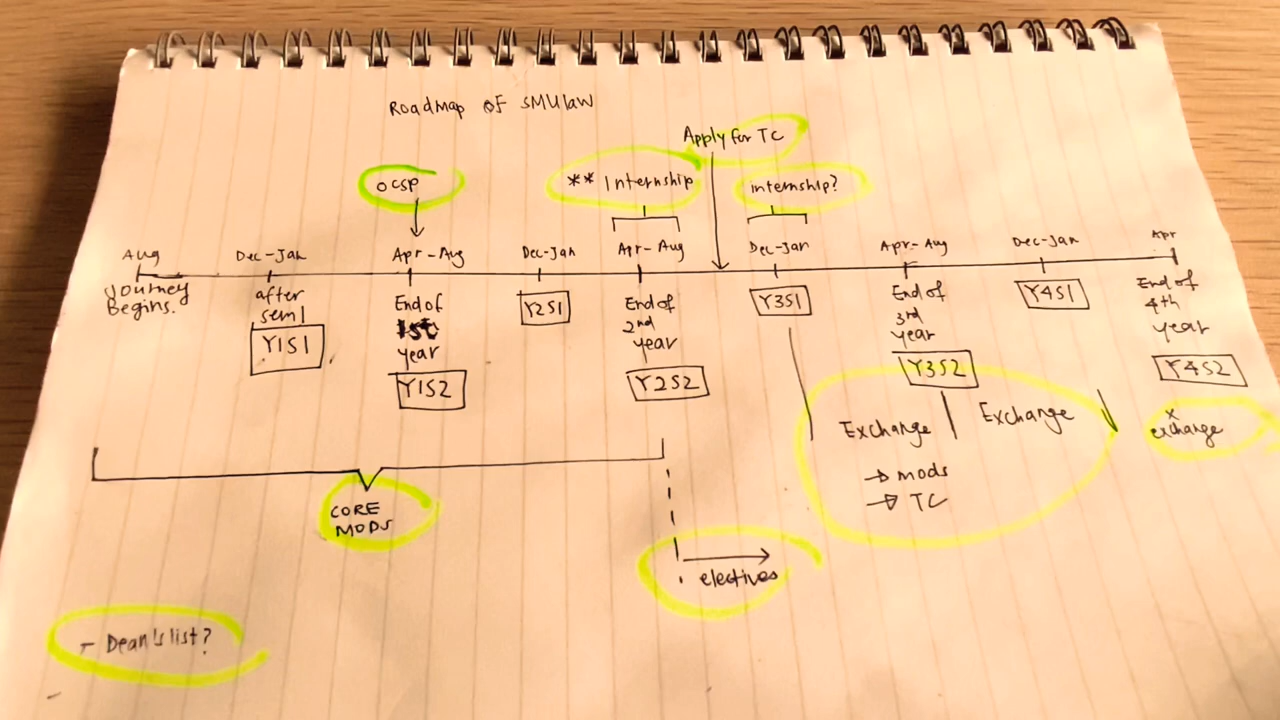 Roadmap of SMU law
Apply for TC
OCSP
** Internship
internship?
Aug
Dec-Jan
Apr-Aug
Dec-Jan
Apr-Aug
Dec-Jan
Apr-Aug
Dec-Jan
Apr
Journey
Begins.
after
sem1
Y1S1
End of
1st
year
Y1S2
Y2S1
End of
2nd
year
Y2S2
Y3S1
End of
3rd
year
Y3S2
Y4S1
End of
4th
year
Y4S2
Exchange
→ mods
→ TC
Exchange
x
exchange
CORE
MODS
electives
- Dean's list?